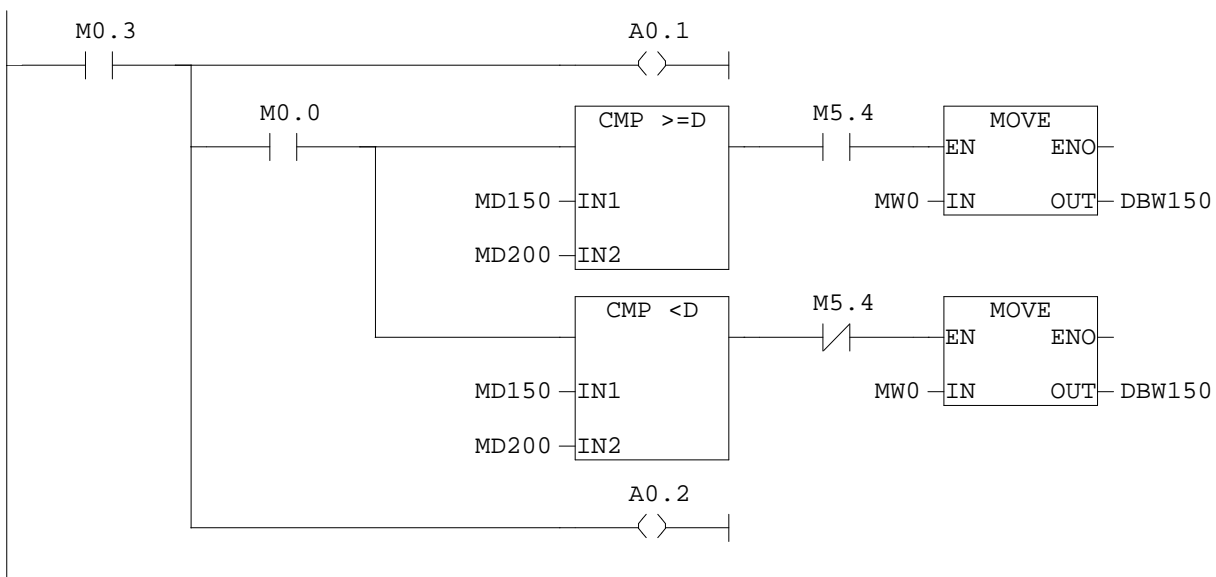 M0.3 A0.1
M0.0 CMP >=D M5.4 MOVE
EN ENO
MD150 IN1 MW0 IN OUT DBW150
MD200 IN2
CMP <D M5.4 MOVE
EN ENO
MD150 IN1 MW0 IN OUT DBW150
MD200 IN2
A0.2